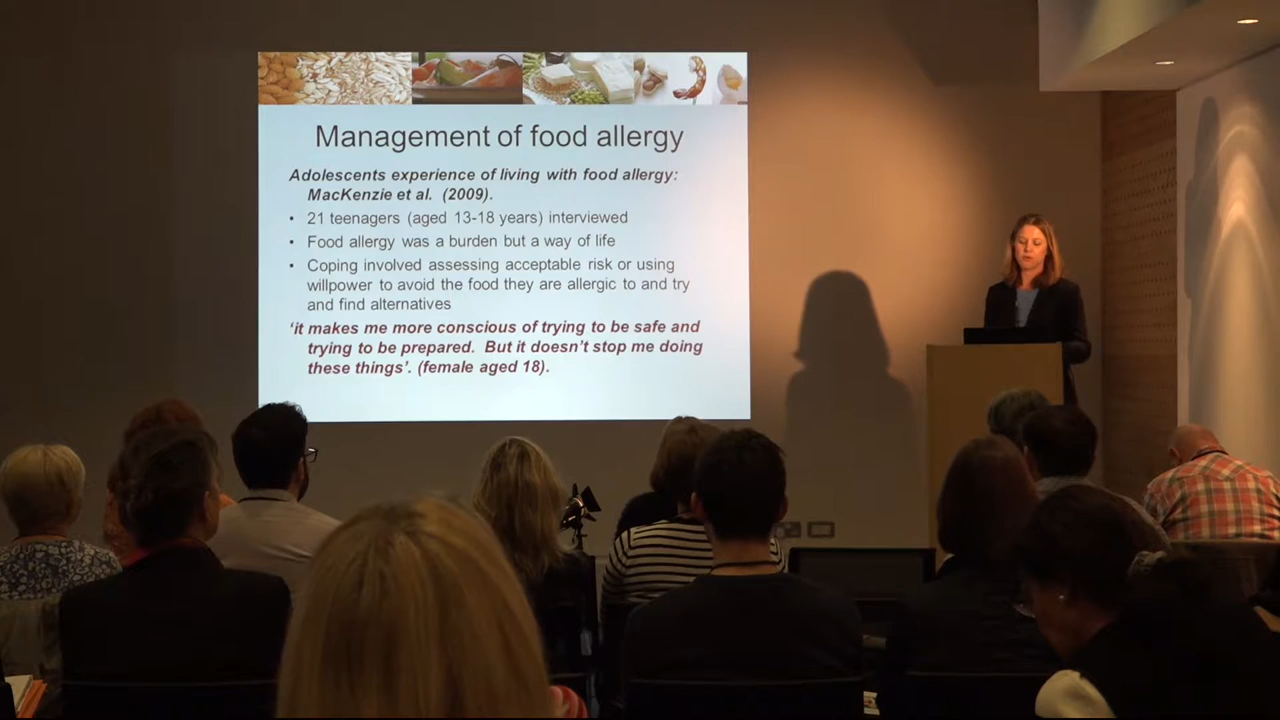 Management of food allergy
Adolescents experience of living with food allergy:
MacKenzie et al. (2009).
• 21 teenagers (aged 13-18 years) interviewed
• Food allergy was a burden but a way of life
• Coping involved assessing acceptable risk or using
willpower to avoid the food they are allergic to and try
and find alternatives
‘it makes me more conscious of trying to be safe and
trying to be prepared. But it doesn’t stop me doing
these things’. (female aged 18).